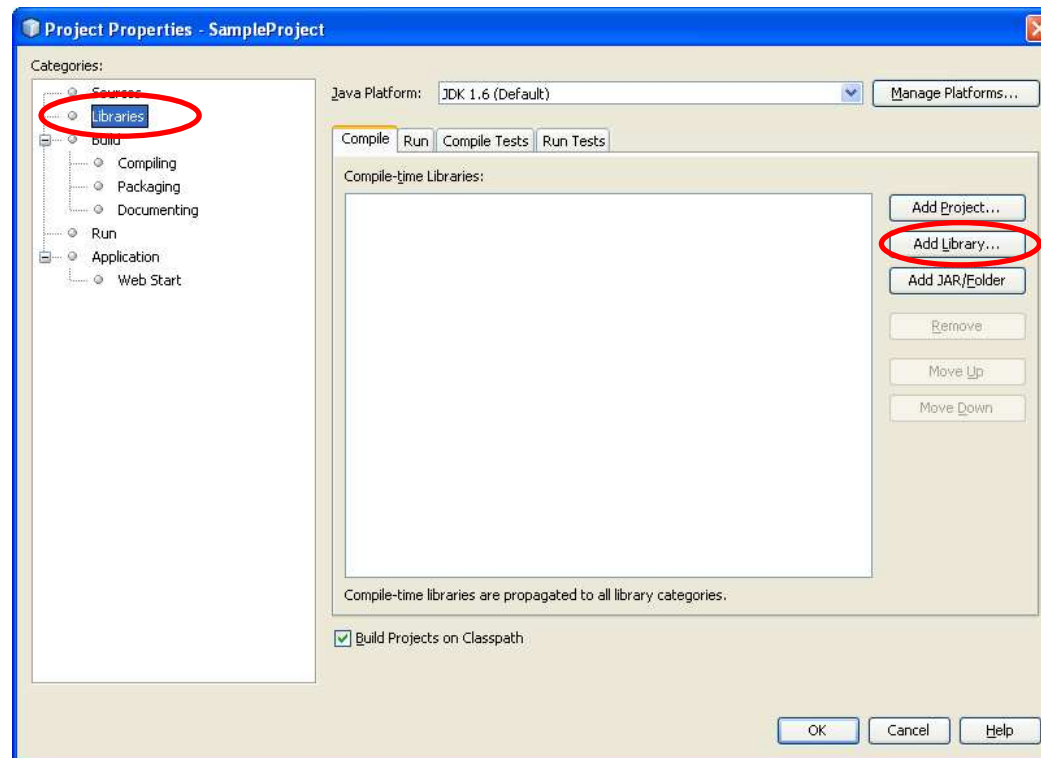 Project Properties - SampleProject
Categories:
Sources
Libraries
Build
Compiling
Packaging
Documenting
Run
Application
Web Start
Java Platform: JDK 1.6 (Default) Manage Platforms...
Compile Run Compile Tests Run Tests
Compile-time Libraries:
Add Project...
Add Library...
Add JAR/Folder
Remove
Move Up
Move Down
Compile-time libraries are propagated to all library categories.
Build Projects on Classpath
OK Cancel Help